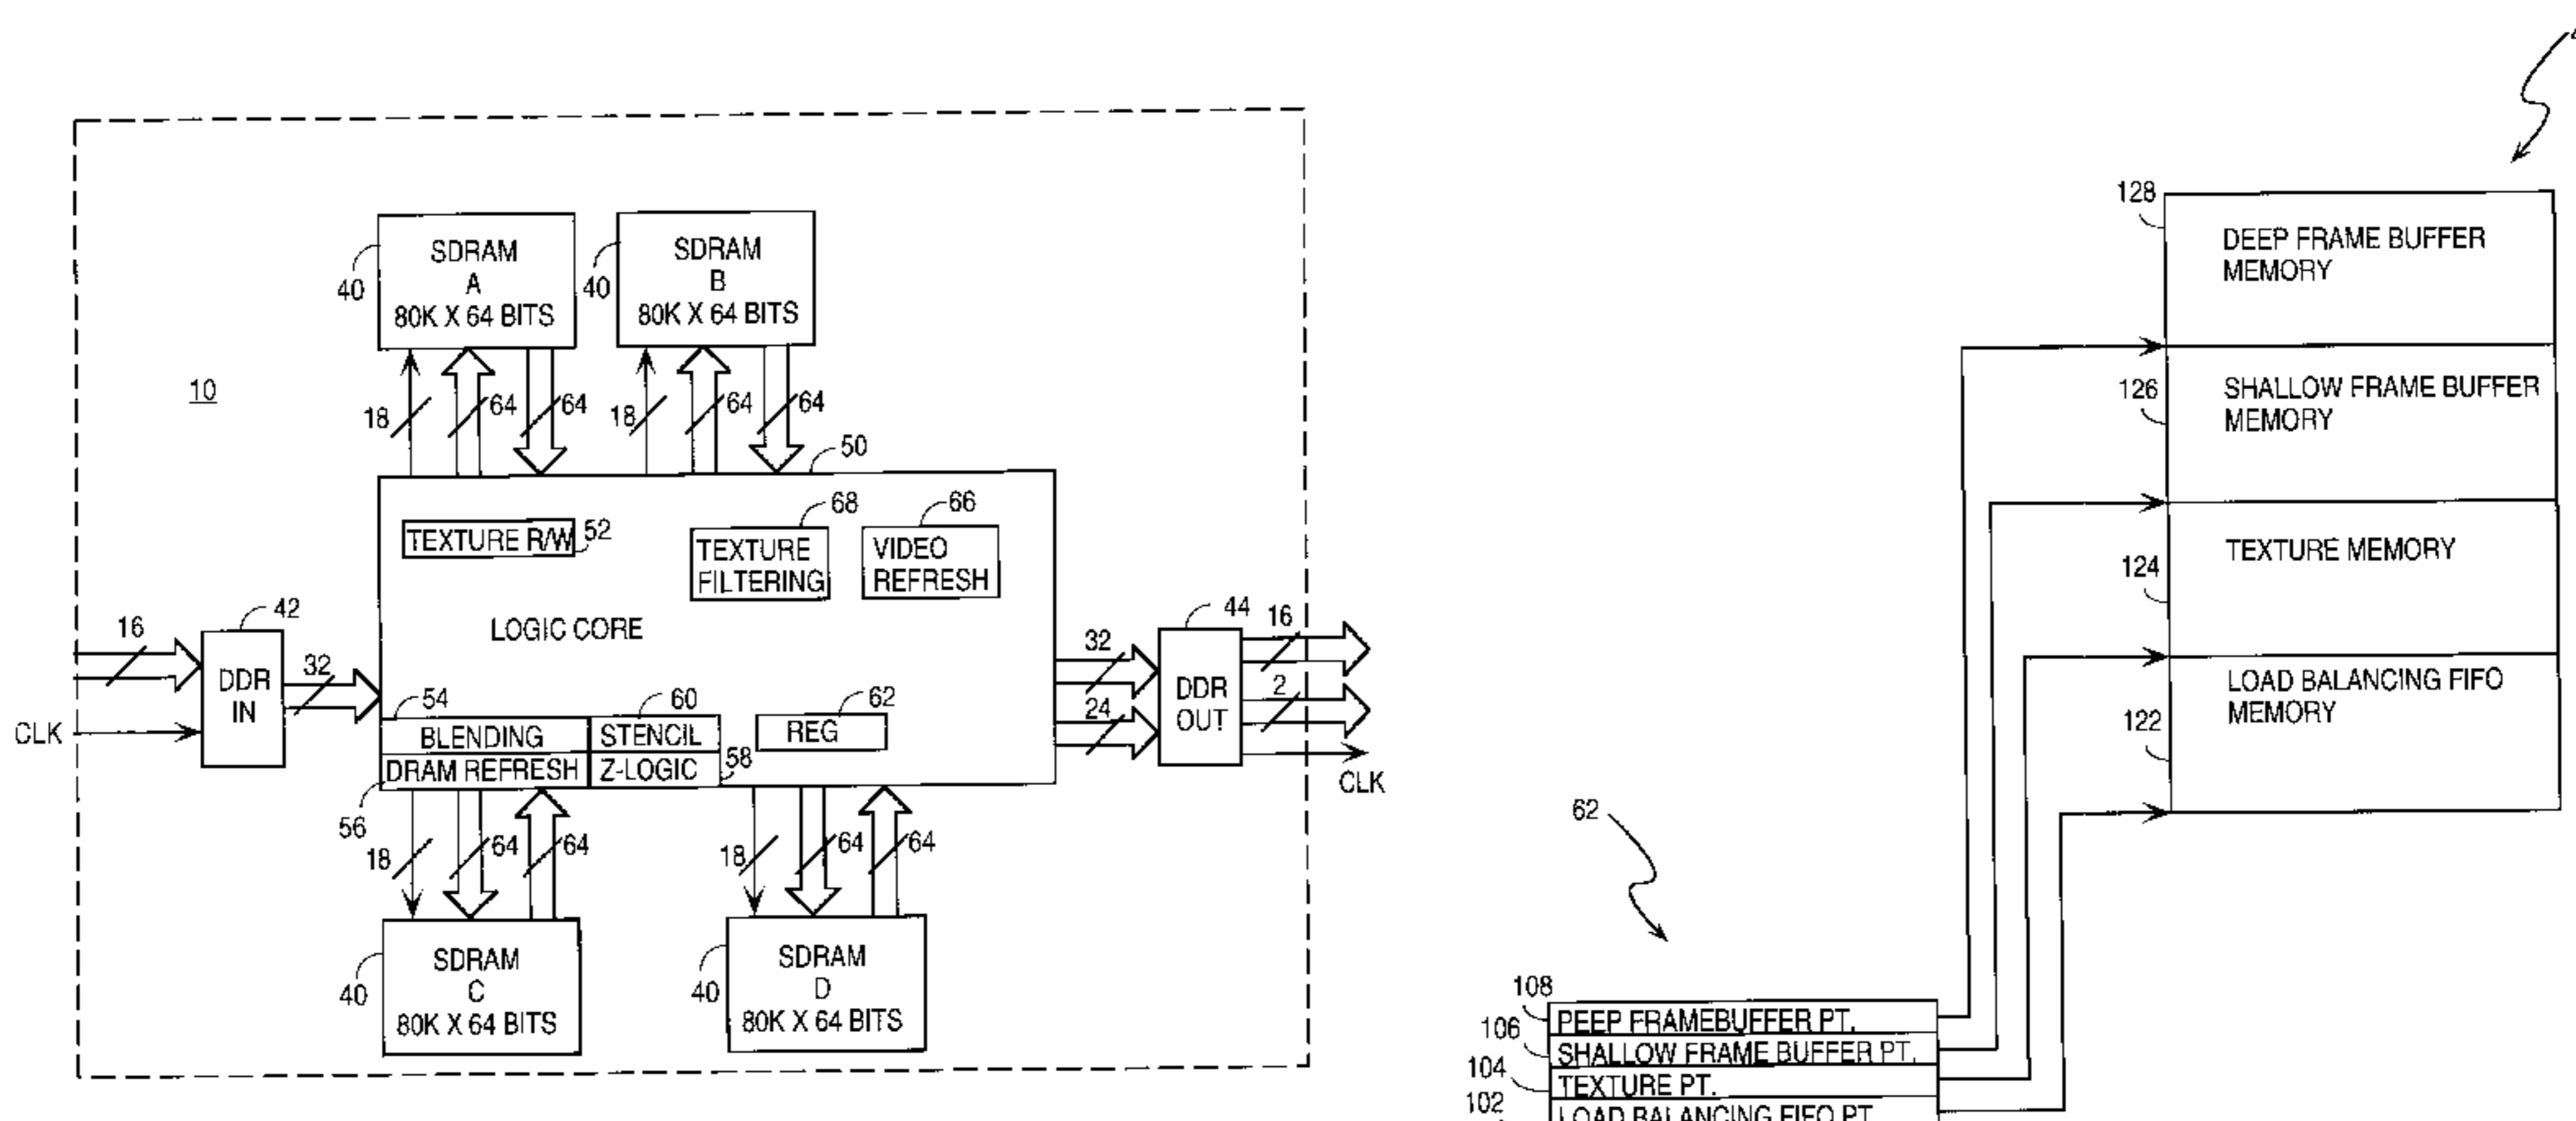 10
SDRAM
A
80K X 64 BITS
40
SDRAM
B
80K X 64 BITS
40
18
64
64
18
64
64
50
TEXTURE R/W
52
68
TEXTURE
FILTERING
66
VIDEO
REFRESH
LOGIC CORE
16
42
DDR
IN
32
CLK
54
BLENDING
60
STENCIL
62
REG
DRAM REFRESH
Z-LOGIC
58
56
32
24
44
DDR
OUT
16
2
CLK
18
64
64
18
64
64
SDRAM
C
80K X 64 BITS
40
SDRAM
D
80K X 64 BITS
40
128
DEEP FRAME BUFFER
MEMORY
126
SHALLOW FRAME BUFFER
MEMORY
124
TEXTURE MEMORY
122
LOAD BALANCING FIFO
MEMORY
62
108
PEEP FRAMEBUFFER PT.
106
SHALLOW FRAME BUFFER PT.
104
TEXTURE PT.
102
LOAD BALANCING FIFO PT